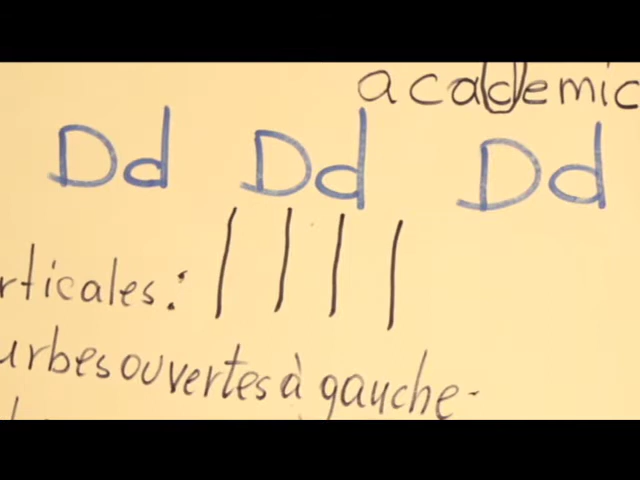 academic
Dd Dd Dd
rticales:
urbes ouvertes à gauche-